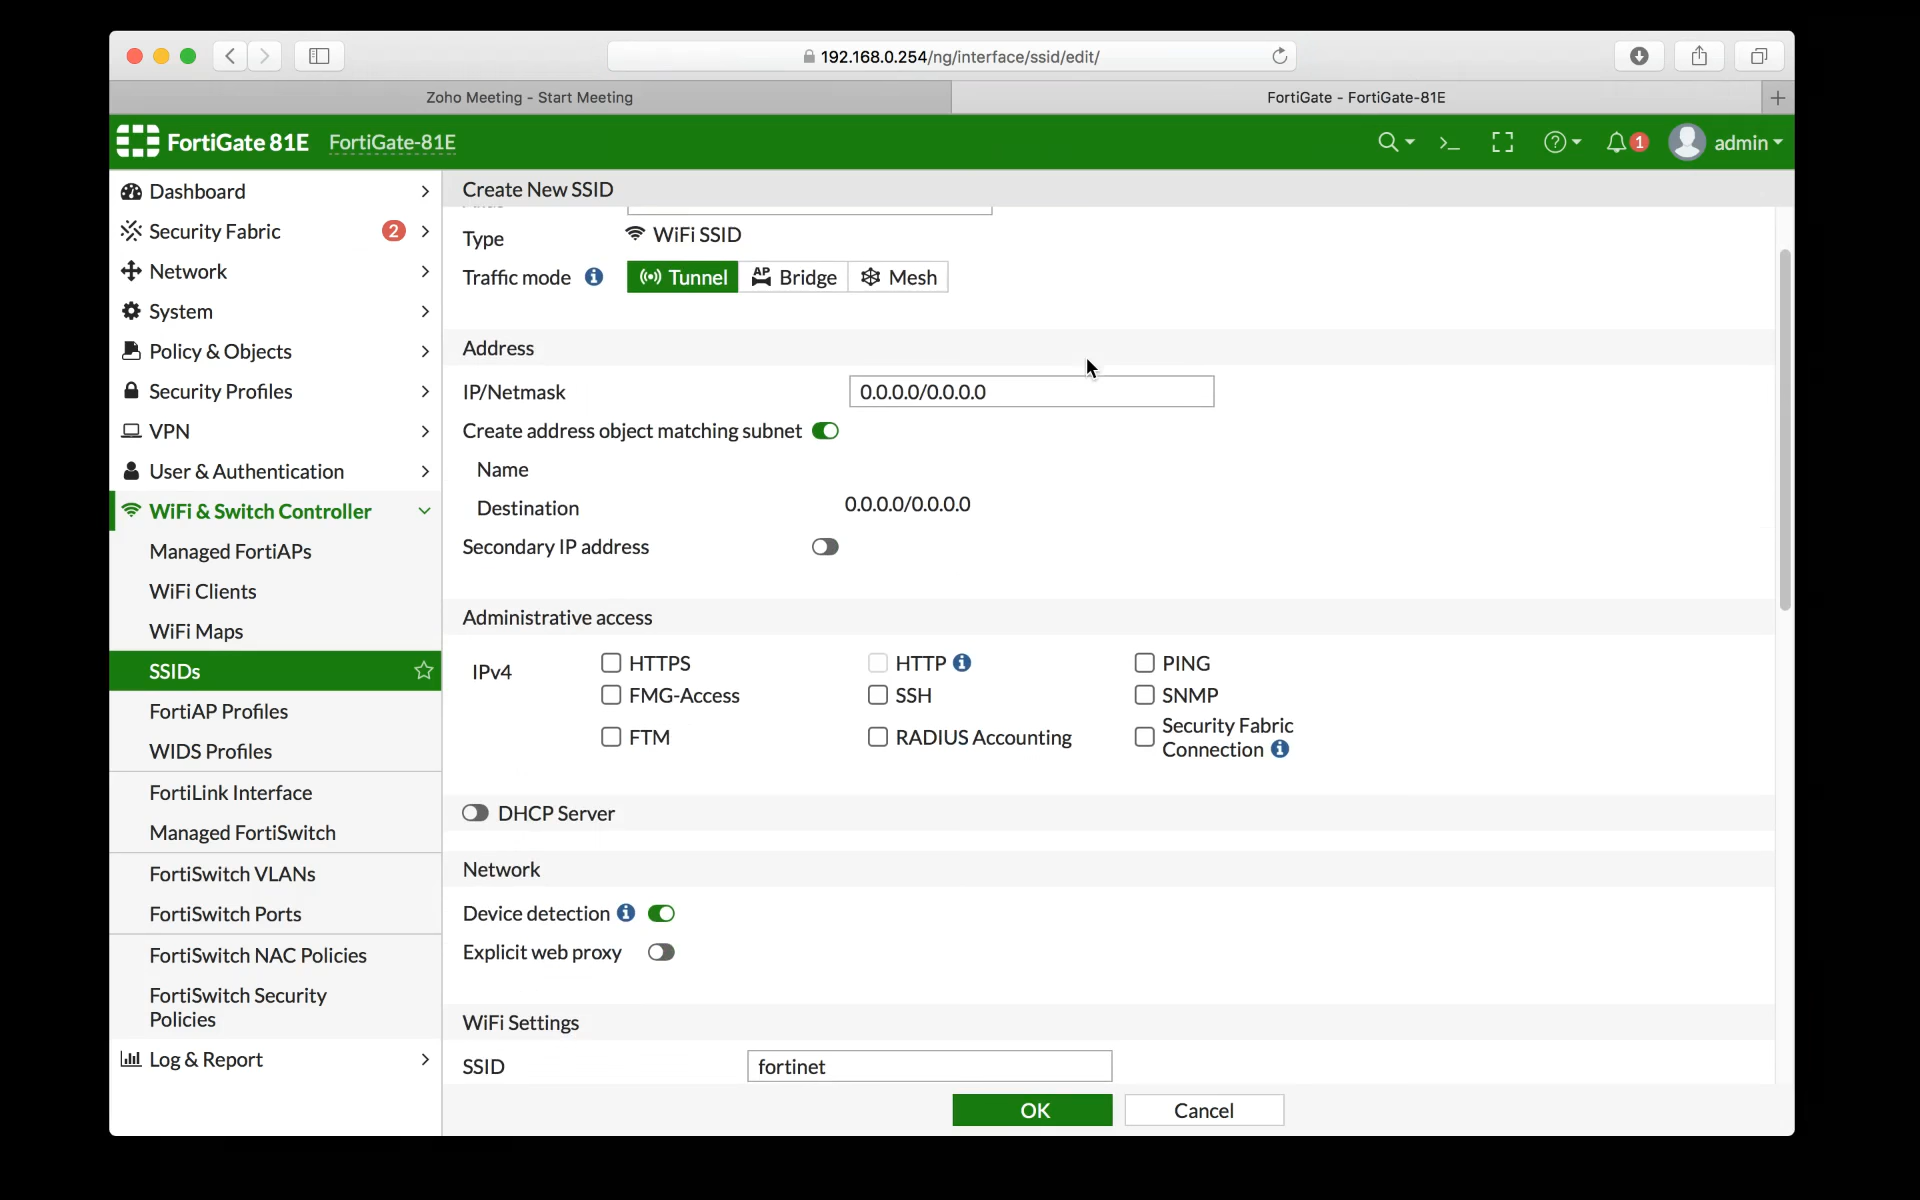 192.168.0.254/ng/interface/ssid/edit/
Zoho Meeting - Start Meeting
FortiGate - FortiGate-81E
FortiGate 81E
FortiGate-81E
1
admin
Dashboard
Security Fabric
2
Network
System
Policy & Objects
Security Profiles
VPN
User & Authentication
WiFi & Switch Controller
Managed FortiAPs
WiFi Clients
WiFi Maps
SSIDs
FortiAP Profiles
WIDS Profiles
FortiLink Interface
Managed FortiSwitch
FortiSwitch VLANs
FortiSwitch Ports
FortiSwitch NAC Policies
FortiSwitch Security
Policies
Log & Report
Create New SSID
Type
WiFi SSID
Traffic mode
Tunnel
AP Bridge
Mesh
Address
IP/Netmask
0.0.0.0/0.0.0.0
Create address object matching subnet
Name
Destination
0.0.0.0/0.0.0.0
Secondary IP address
Administrative access
IPv4
HTTPS
HTTP
PING
FMG-Access
SSH
SNMP
FTM
RADIUS Accounting
Security Fabric
Connection
DHCP Server
Network
Device detection
Explicit web proxy
WiFi Settings
SSID
fortinet
OK
Cancel